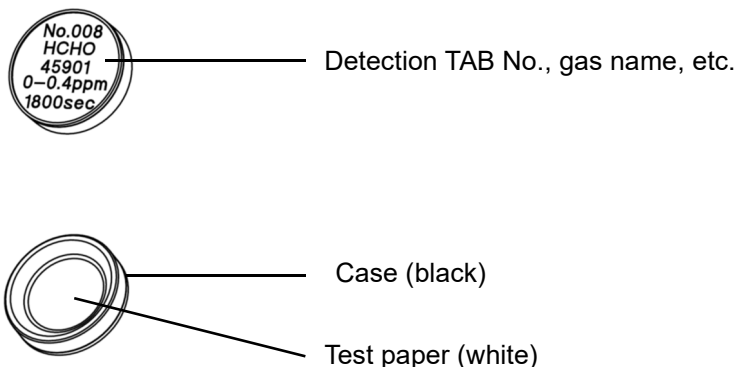 No.008
HCHO
45901
0-0.4ppm
1800sec
Detection TAB No., gas name, etc.
Case (black)
Test paper (white)